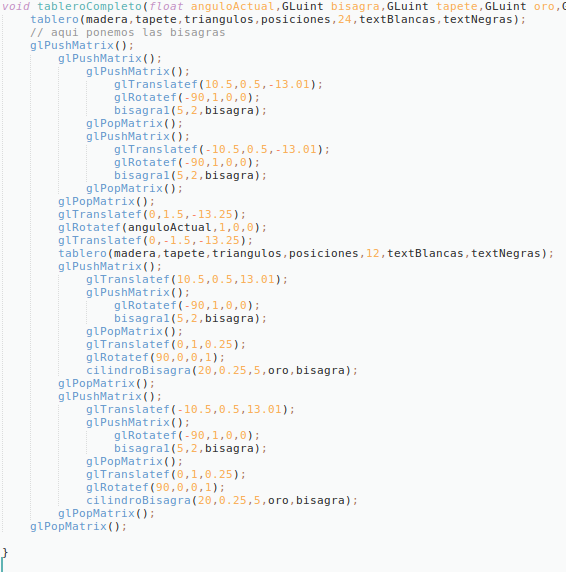 void tableroCompleto(float anguloActual,GLuint bisagra,GLuint tapete,GLuint oro,G
    tablero(madera,tapete,triangulos,posiciones,24,textBlancas,textNegras);
    // aqui ponemos las bisagras
    glPushMatrix();
        glPushMatrix();
            glPushMatrix();
                glTranslatef(10.5,0.5,-13.01);
                glRotatef(-90,1,0,0);
                bisagra1(5,2,bisagra);
            glPopMatrix();
            glPushMatrix();
                glTranslatef(-10.5,0.5,-13.01);
                glRotatef(-90,1,0,0);
                bisagra1(5,2,bisagra);
            glPopMatrix();
        glPopMatrix();
        glTranslatef(0,1.5,-13.25);
        glRotatef(anguloActual,1,0,0);
        glTranslatef(0,-1.5,-13.25);
        tablero(madera,tapete,triangulos,posiciones,12,textBlancas,textNegras);
        glPushMatrix();
            glTranslatef(10.5,0.5,13.01);
            glPushMatrix();
                glRotatef(-90,1,0,0);
                bisagra1(5,2,bisagra);
            glPopMatrix();
            glTranslatef(0,1,0.25);
            glRotatef(90,0,0,1);
            cilindroBisagra(20,0.25,5,oro,bisagra);
        glPopMatrix();
        glPushMatrix();
            glTranslatef(-10.5,0.5,13.01);
            glPushMatrix();
                glRotatef(-90,1,0,0);
                bisagra1(5,2,bisagra);
            glPopMatrix();
            glTranslatef(0,1,0.25);
            glRotatef(90,0,0,1);
            cilindroBisagra(20,0.25,5,oro,bisagra);
        glPopMatrix();
    glPopMatrix();

}